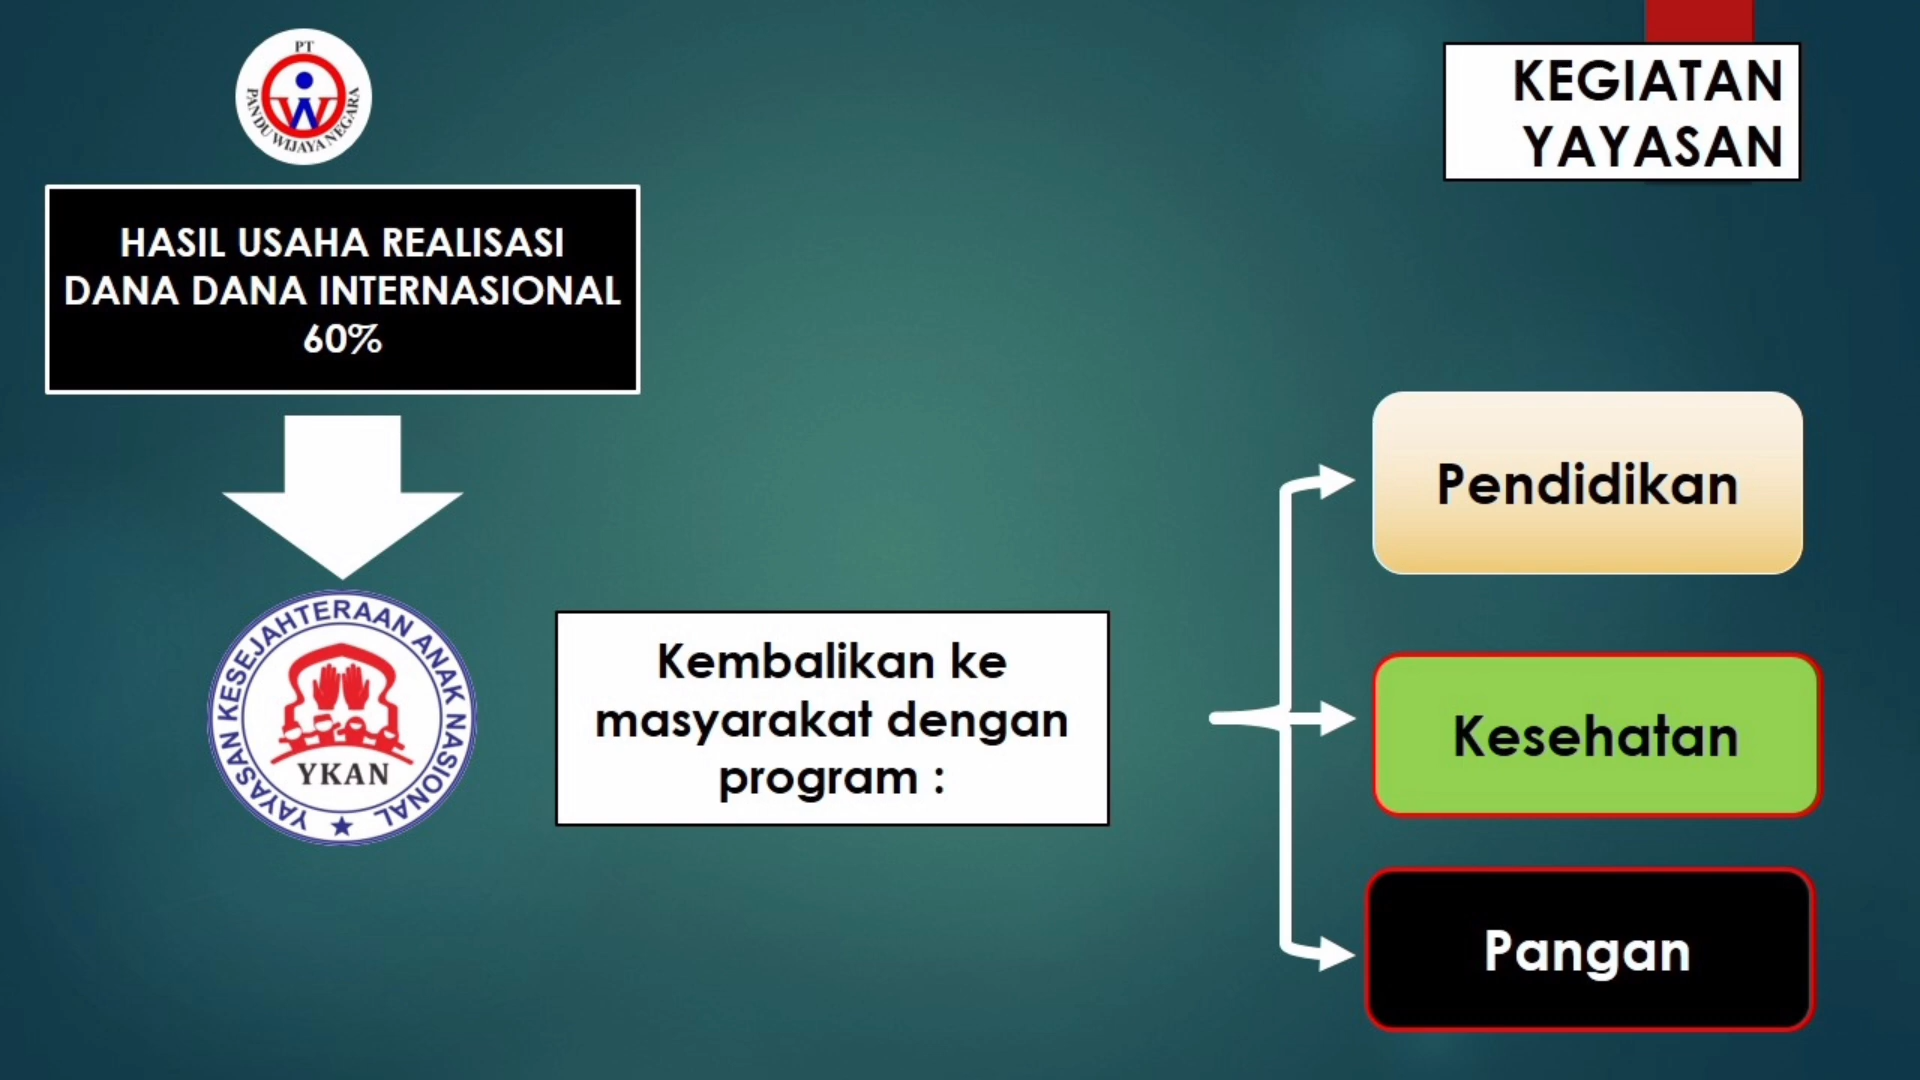 PT
PANDU WIJAYA NEGARA
KEGIATAN
YAYASAN
HASIL USAHA REALISASI
DANA DANA INTERNASIONAL
60%
YAYASAN KESEJAHTERAAN ANAK NASIONAL
YKAN
Kembalikan ke
masyarakat dengan
program :
Pendidikan
Kesehatan
Pangan